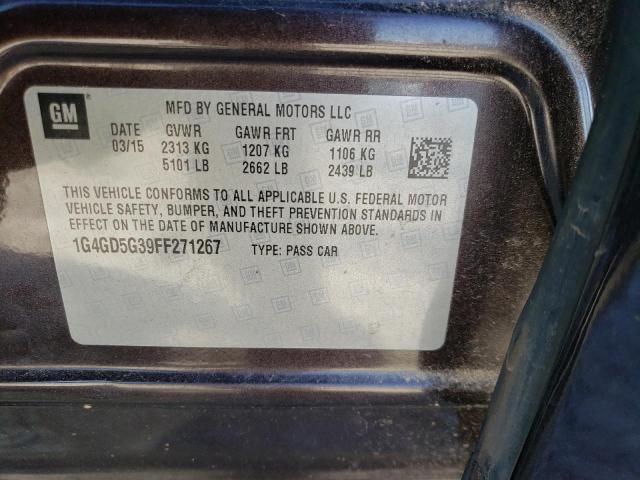 GM
MFD BY GENERAL MOTORS LLC
DATE GVWR GAWR FRT GAWR RR
03/15 2313 KG 1207 KG 1106 KG
5101 LB 2662 LB 2439 LB
THIS VEHICLE CONFORMS TO ALL APPLICABLE U.S. FEDERAL MOTOR
VEHICLE SAFETY, BUMPER, AND THEFT PREVENTION STANDARDS IN
EFFECT ON THE DATE OF MANUFACTURE SHOWN ABOVE.
1G4GD5G39FF271267 TYPE: PASS CAR